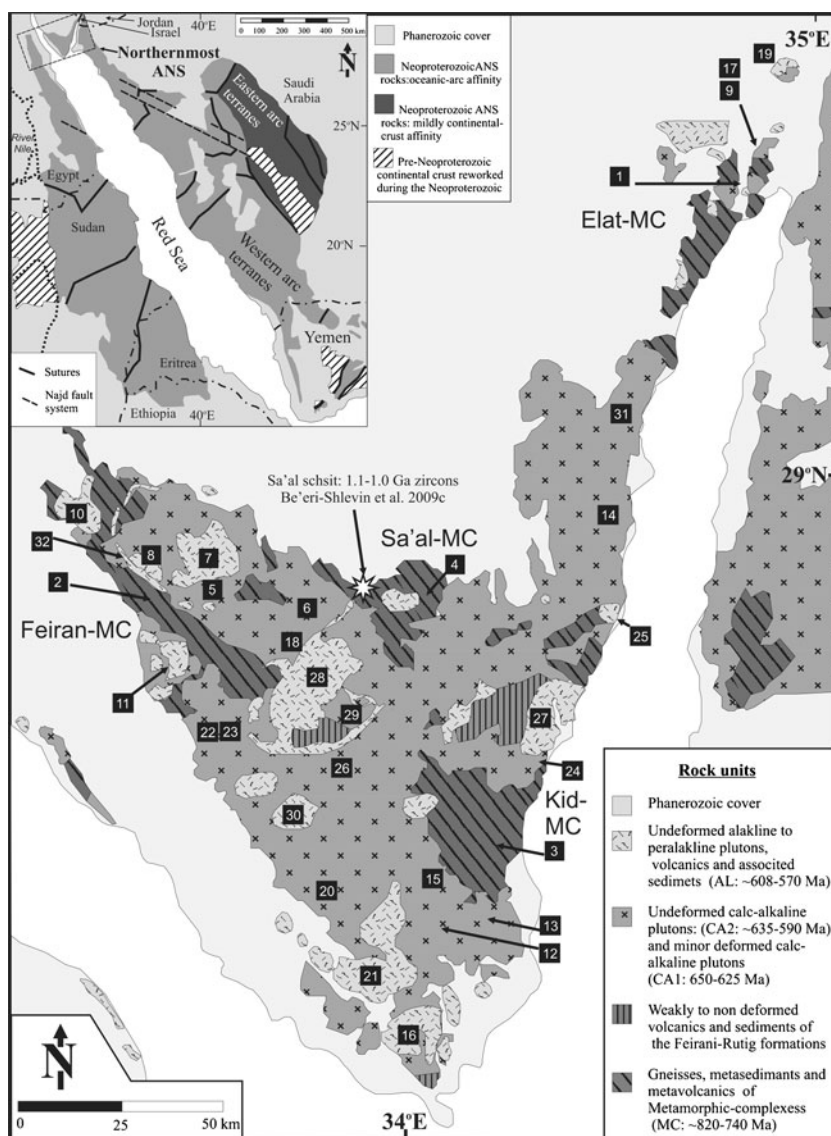 Jordan
Israel
40°E
Northernmost
ANS
0 100 200 300 400 500
km
N
Saudi
Arabia
Eastern arc
terranes
25°N
River
Nile
Egypt
Sudan
Red Sea
20°N
Western arc
terranes
Yemen
Eritrea
Ethiopia
40°E
Sutures
Najd fault
system
Phanerozoic cover
NeoproterozoicANS
rocks:oceanic-arc affinity
Neoproterozoic ANS
rocks: mildly continental-
crust affinity
Pre-Neoproterozoic
continental crust reworked
during the Neoproterozoic
35°E
19
17
9
1
Elat-MC
31
29°N
14
Sa'al schsit: 1.1-1.0 Ga zircons
Be'eri-Shlevin et al. 2009c
Sa'al-MC
4
10
32
8
7
2
5
6
Feiran-MC
18
25
28
11
29
27
22
23
26
24
Kid-
MC
30
3
15
20
13
12
21
16
N
0 25 50 km
34°E
Rock units
Phanerozoic cover
Undeformed alakline to
peralakline plutons,
volcanics and associted
sedimets (AL: ~608-570 Ma)
Undeformed calc-alkaline
plutons: (CA2: ~635-590 Ma)
and minor deformed calc-
alkaline plutons
(CA1: 650-625 Ma)
Weakly to non deformed
volcanics and sediments of
the Feirani-Rutig formations
Gneisses, metasedimants and
metavolcanics of
Metamorphic-complexess
(MC: ~820-740 Ma)